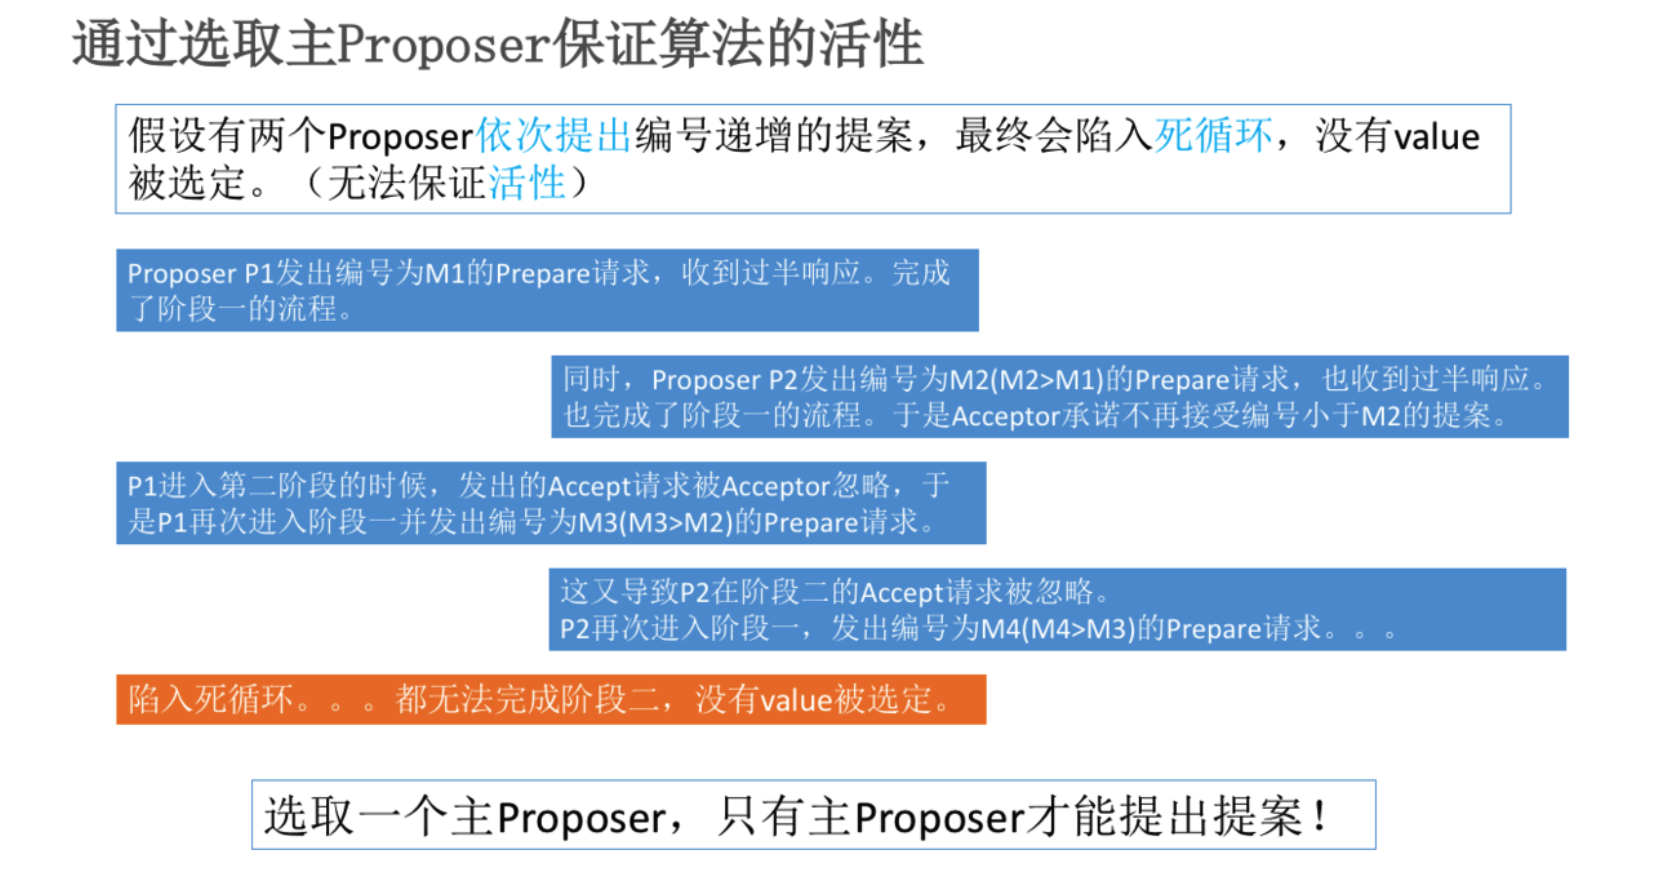 通过选取主Proposer保证算法的活性
假设有两个Proposer依次提出编号递增的提案，最终会陷入死循环，没有value
被选定。（无法保证活性）
Proposer P1发出编号为M1的Prepare请求，收到过半响应。完成
了阶段一的流程。
同时，Proposer P2发出编号为M2(M2>M1)的Prepare请求，也收到过半响应。
也完成了阶段一的流程。于是Acceptor承诺不再接受编号小于M2的提案。
P1进入第二阶段的时候，发出的Accept请求被Acceptor忽略，于
是P1再次进入阶段一并发出编号为M3(M3>M2)的Prepare请求。
这又导致P2在阶段二的Accept请求被忽略。
P2再次进入阶段一，发出编号为M4(M4>M3)的Prepare请求。。。
陷入死循环。。。都无法完成阶段二，没有value被选定。
选取一个主Proposer，只有主Proposer才能提出提案！